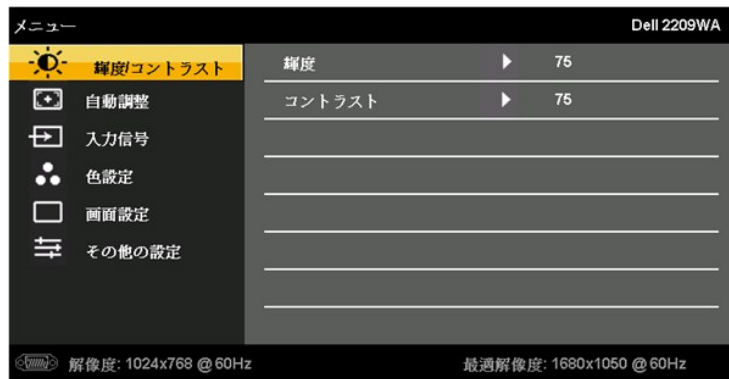 メニュー
Dell 2209WA
輝度/コントラスト
輝度 75
自動調整
コントラスト 75
入力信号
色設定
画面設定
その他の設定
解像度: 1024x768 @ 60Hz
最適解像度: 1680x1050 @ 60Hz